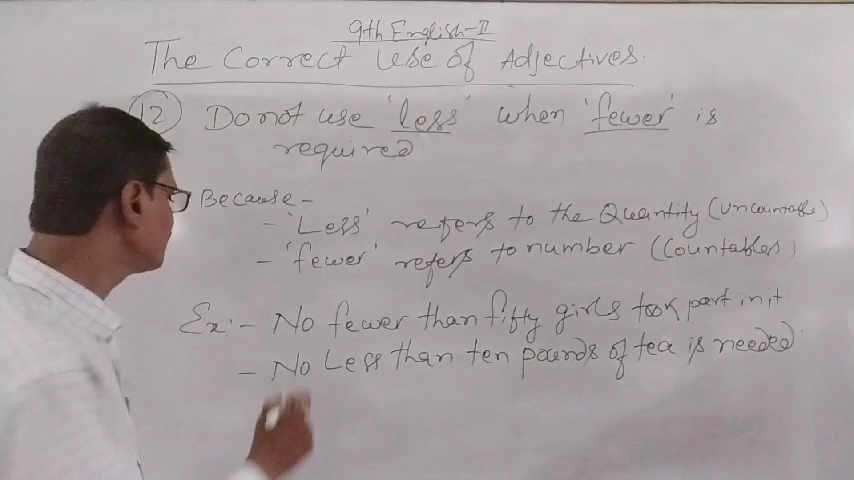 9th English-II
The Correct Use of Adjectives.
12 Do not use 'less' when 'fewer' is
required
Because -
- 'Less' refers to the Quantity (Uncountable)
- 'fewer' refers to number (Countables)
Ex:- No fewer than fifty girls took part in it
- No Less than ten pounds of tea is needed.